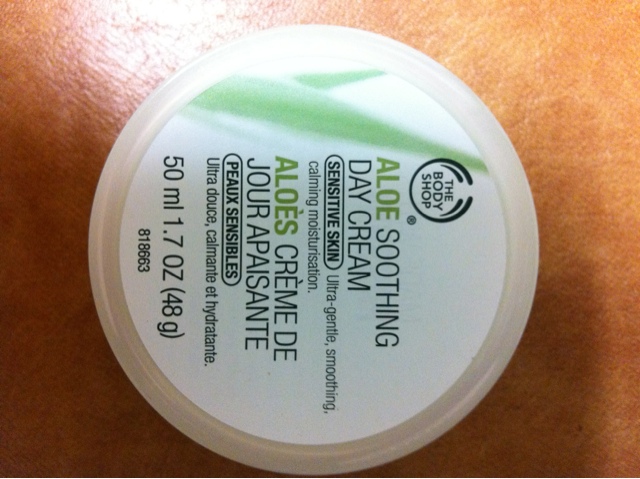 THE
BODY
SHOP
®
ALOE SOOTHING
DAY CREAM
SENSITIVE SKIN Ultra-gentle, smoothing,
calming moisturisation.
ALOÈS CRÈME DE
JOUR APAISANTE
PEAUX SENSIBLES
Ultra douce, calmante et hydratante.
50 ml 1.7 OZ (48 g)
818663